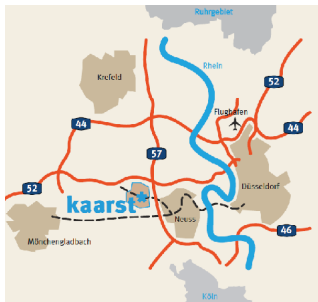 Ruhrgebiet
Rhein
Krefeld
52
Flughafen
44
44
57
52
kaarst
Düsseldorf
Neuss
Mönchengladbach
46
Köln